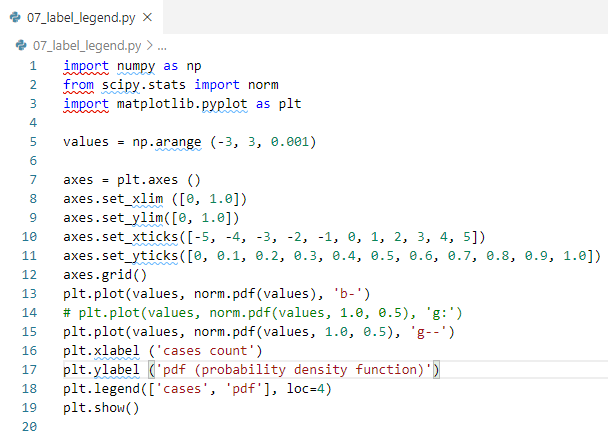 07_label_legend.py ×
07_label_legend.py > ...
1 import numpy as np
2 from scipy.stats import norm
3 import matplotlib.pyplot as plt
4
5 values = np.arange (-3, 3, 0.001)
6
7 axes = plt.axes ()
8 axes.set_xlim ([0, 1.0])
9 axes.set_ylim([0, 1.0])
10 axes.set_xticks([-5, -4, -3, -2, -1, 0, 1, 2, 3, 4, 5])
11 axes.set_yticks([0, 0.1, 0.2, 0.3, 0.4, 0.5, 0.6, 0.7, 0.8, 0.9, 1.0])
12 axes.grid()
13 plt.plot(values, norm.pdf(values), 'b-')
14 # plt.plot(values, norm.pdf(values, 1.0, 0.5), 'g:')
15 plt.plot(values, norm.pdf(values, 1.0, 0.5), 'g--')
16 plt.xlabel ('cases count')
17 plt.ylabel ('pdf (probability density function)')
18 plt.legend(['cases', 'pdf'], loc=4)
19 plt.show()
20